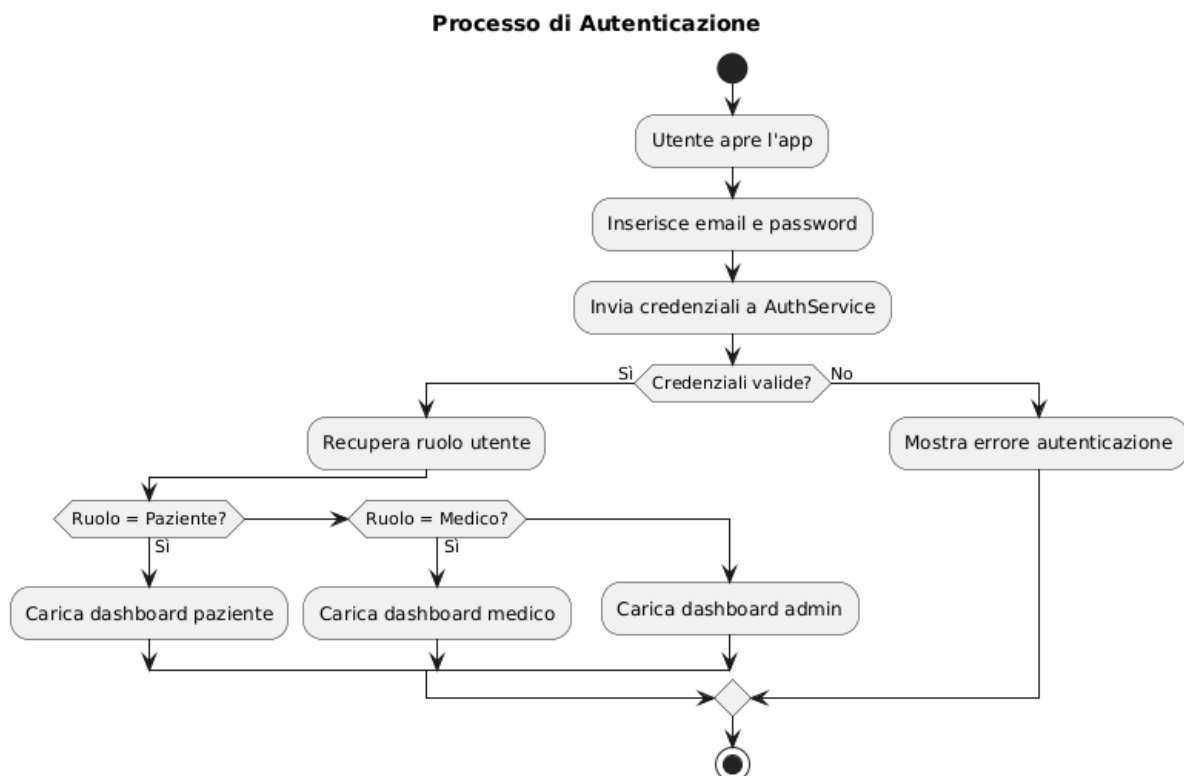 Processo di Autenticazione
Utente apre l'app
Inserisce email e password
Invia credenziali a AuthService
Sì
Credenziali valide?
No
Recupera ruolo utente
Mostra errore autenticazione
Ruolo = Paziente?
Ruolo = Medico?
Sì
Sì
Carica dashboard paziente
Carica dashboard medico
Carica dashboard admin